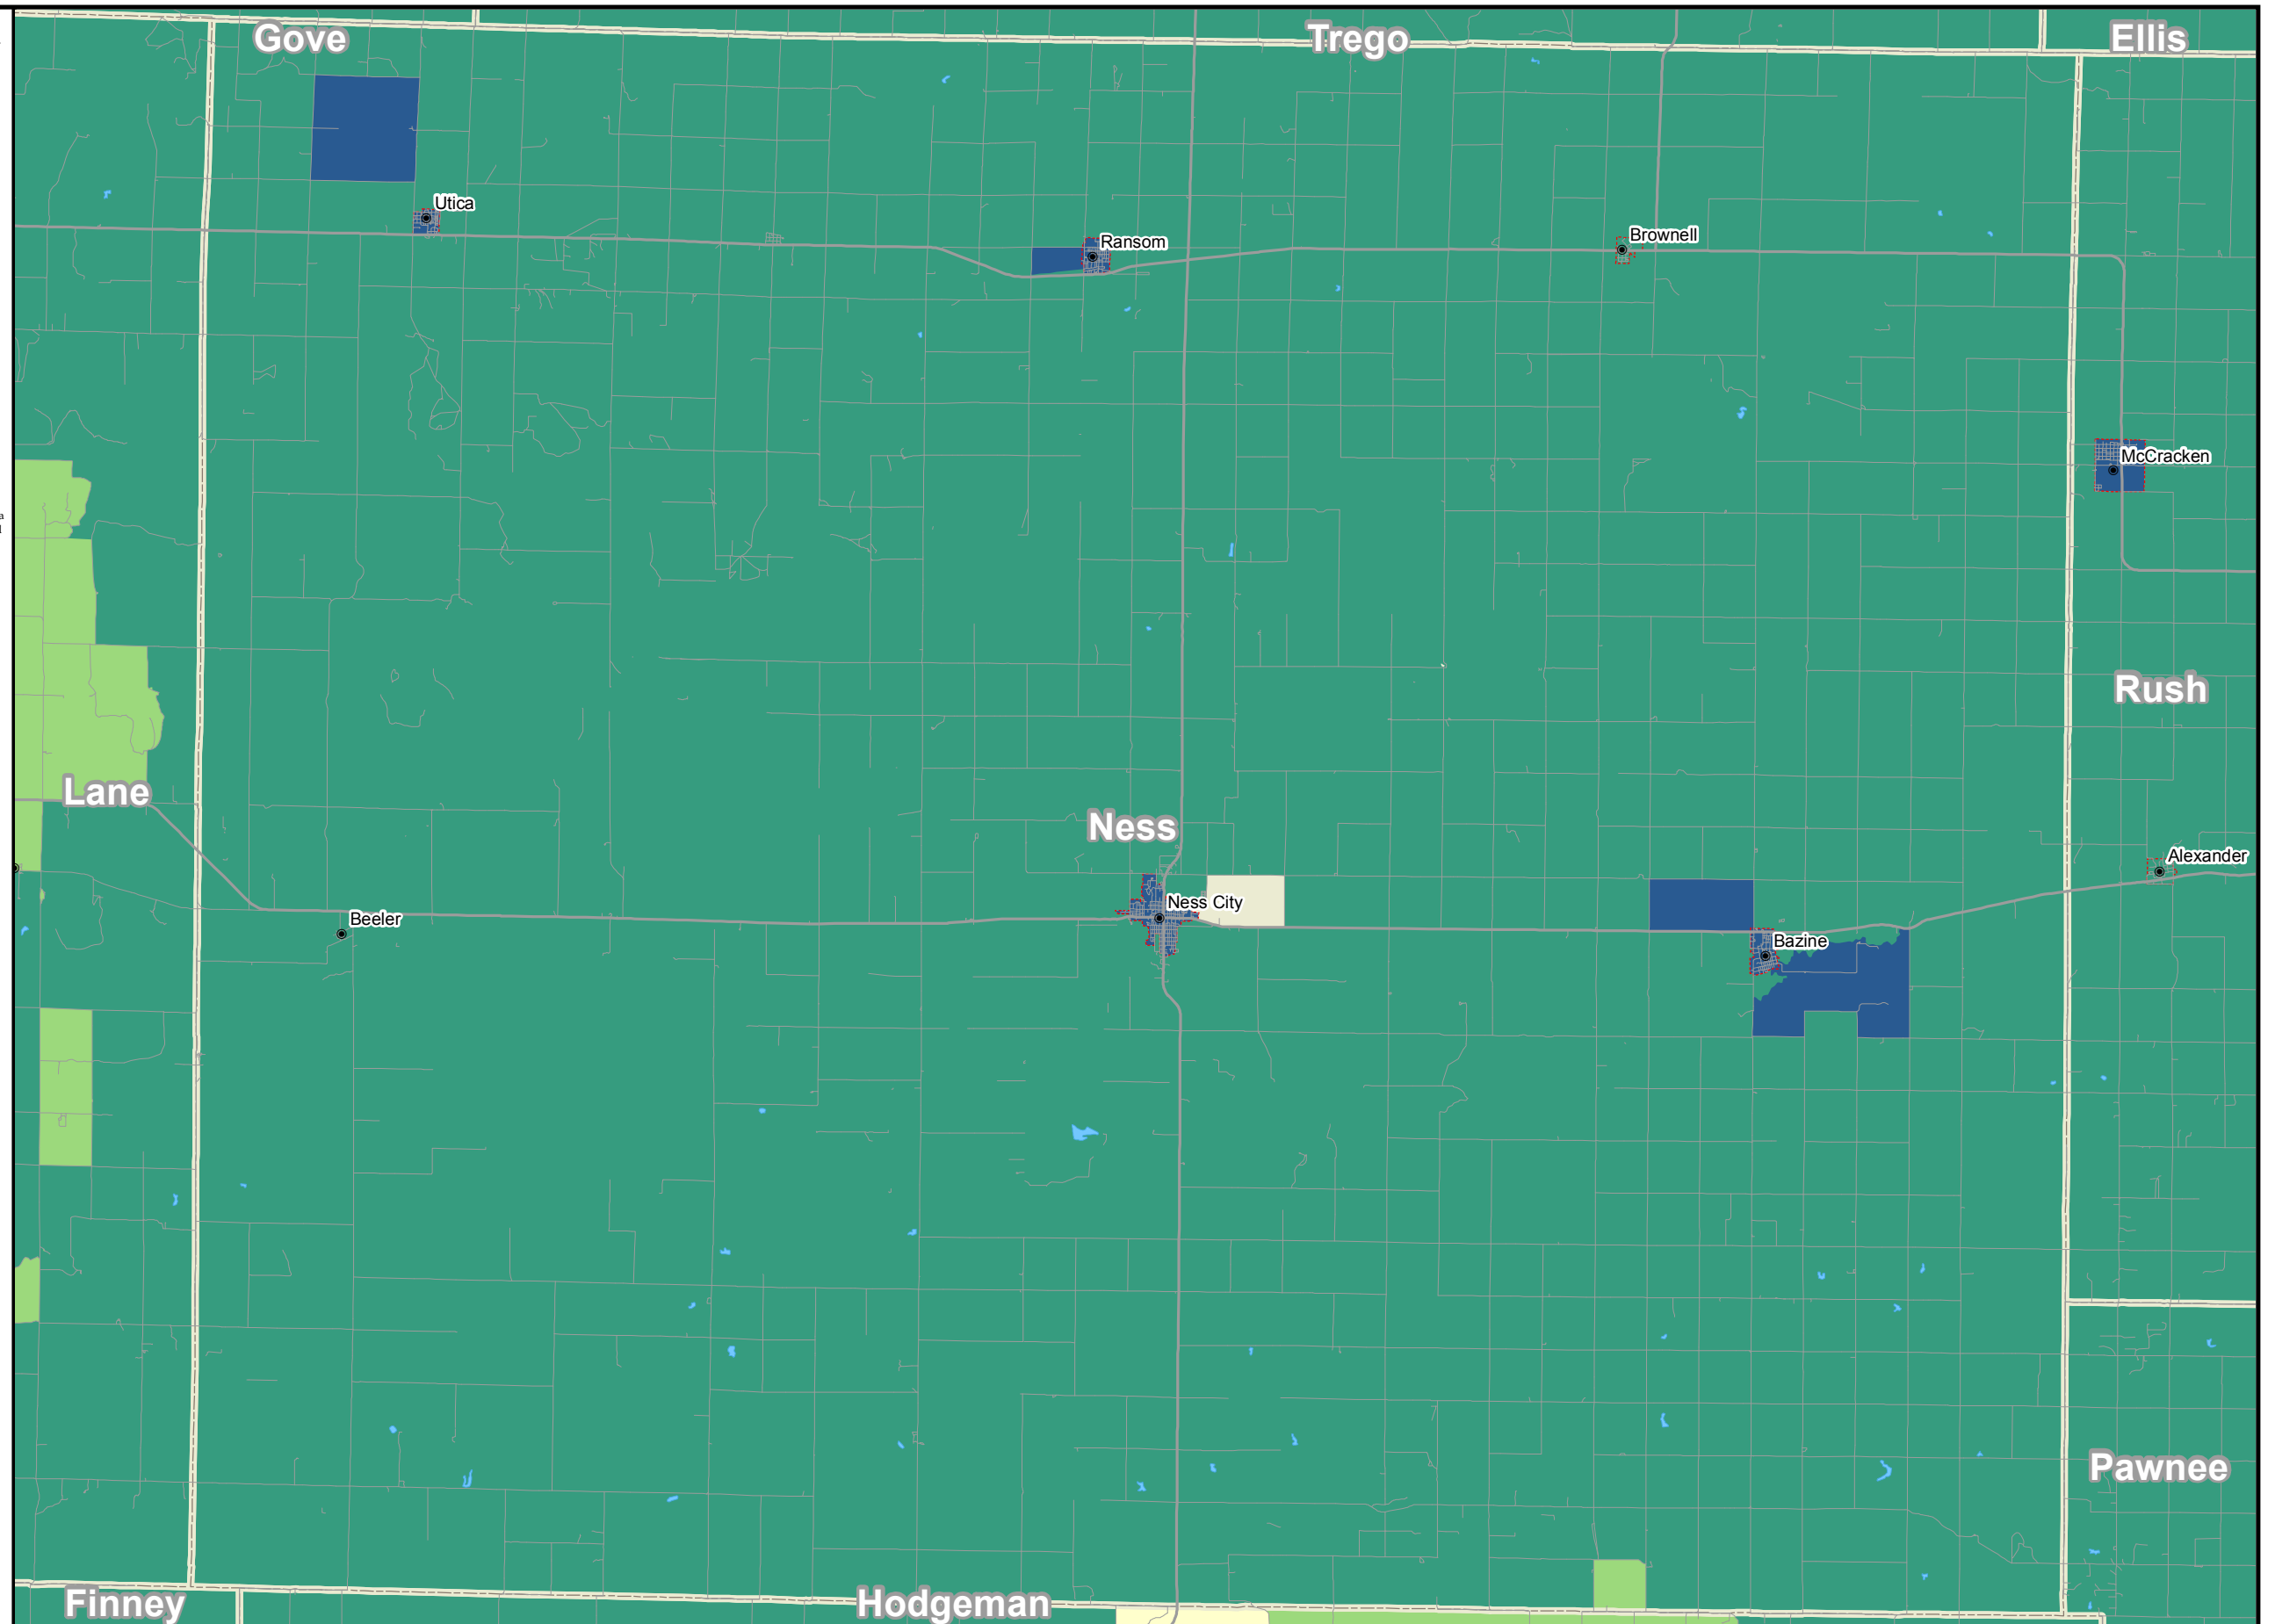 Gove
Trego
Ellis
Utica
Ransom
Brownell
McCracken
a
Rush
Lane
Ness
Alexander
Ness City
Beeler
Bazine
Pawnee
Finney
Hodgeman